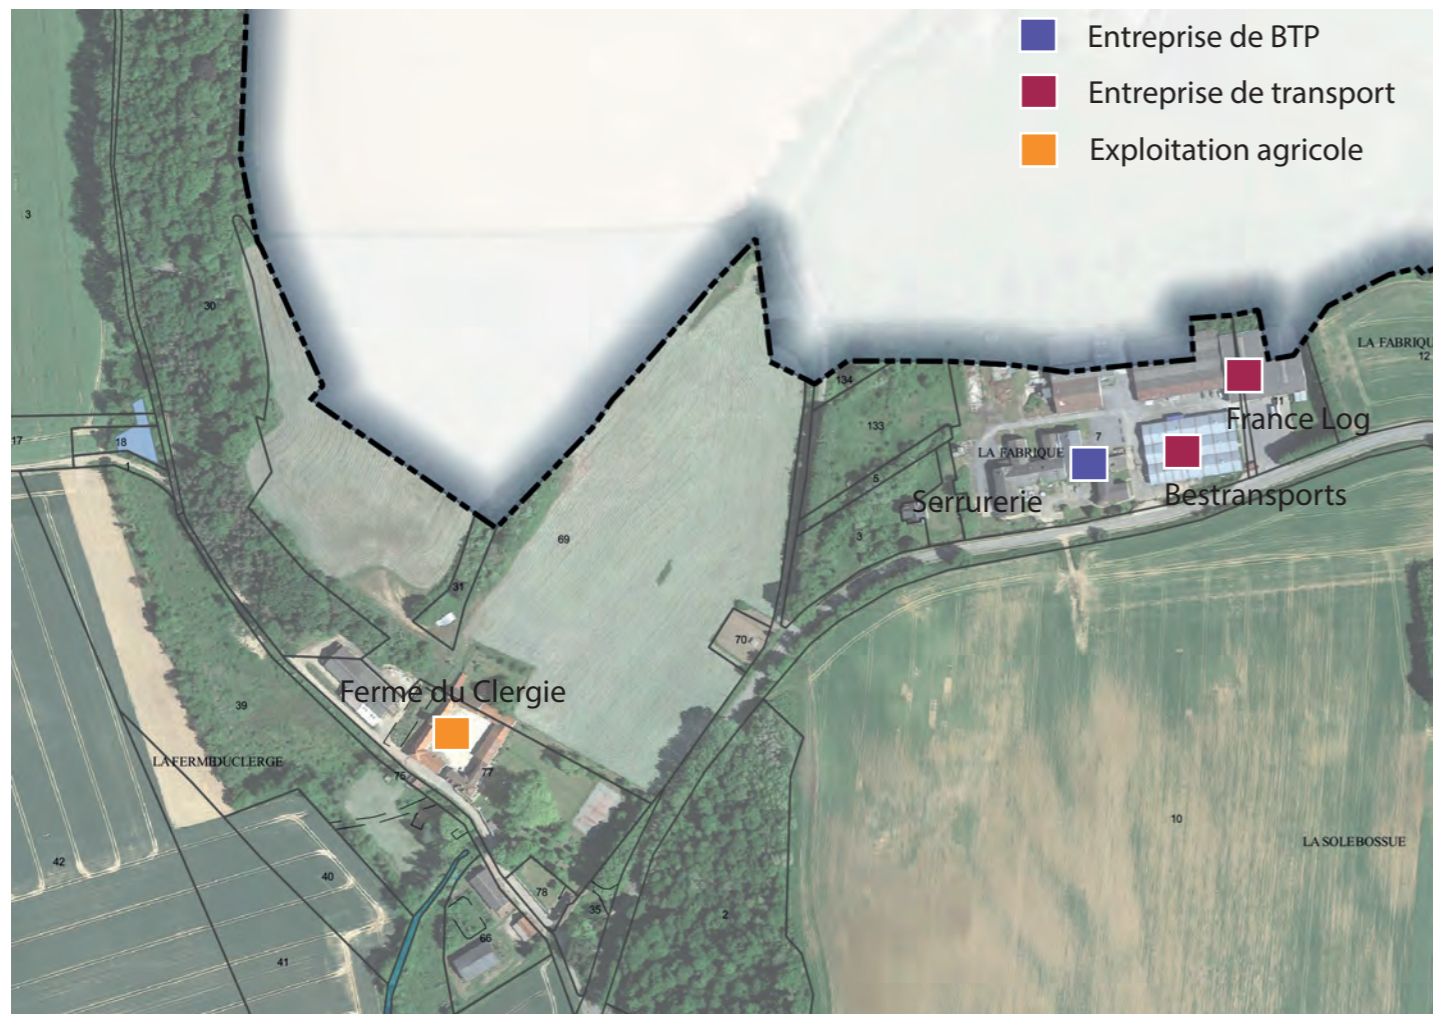 Entreprise de BTP
Entreprise de transport
Exploitation agricole
3
30
LA FABRIQU
12
134
133
11
France Log
7
LA FABRIQUE
17
18
1
5
Serrurerie
Bestransports
3
69
31
70
Ferme du Clergie
39
LA FERMIDUCLERGE
75
77
10
LA SOLEBOSSUE
42
40
78
35
2
66
41